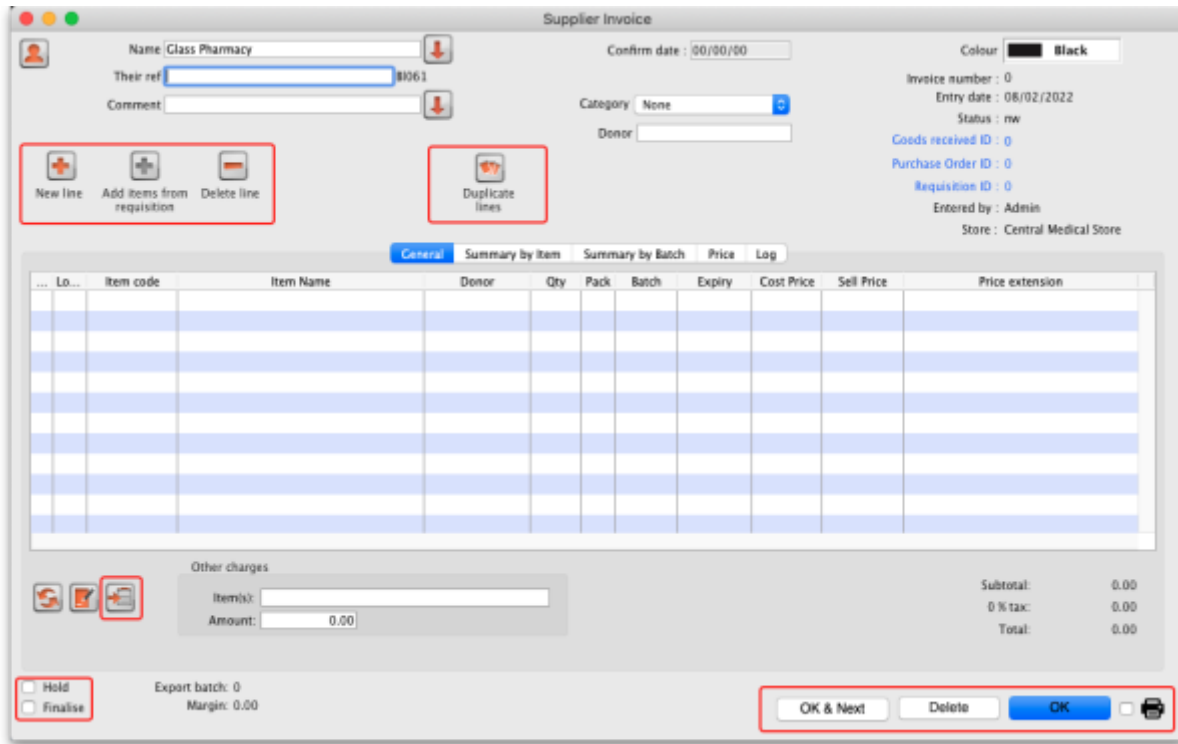 Supplier Invoice
Name Glass Pharmacy
Confirm date : 00/00/00
Colour Black
Their ref BI061
Invoice number : 0
Comment
Category None
Entry date : 08/02/2022
Donor
Status : nw
Goods received ID : 0
Purchase Order ID : 0
Requisition ID : 0
Entered by : Admin
Store : Central Medical Store
New line
Add items from
requisition
Delete line
Duplicate
lines
General Summary by Item Summary by Batch Price Log
... Lo... Item code Item Name Donor Qty Pack Batch Expiry Cost Price Sell Price Price extension
Other charges
Item(s):
Amount: 0.00
Subtotal: 0.00
0 % tax: 0.00
Total: 0.00
Hold
Finalise
Export batch: 0
Margin: 0.00
OK & Next Delete OK